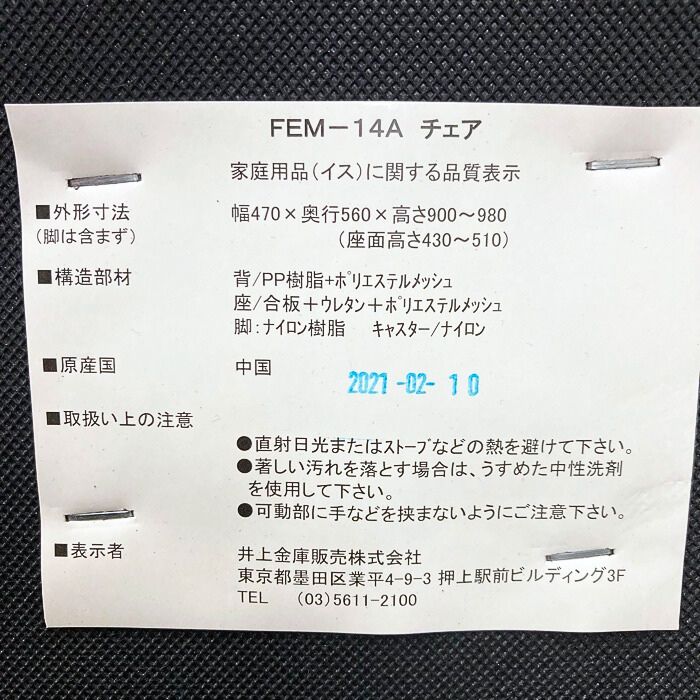 FEM－14A チェア
家庭用品（イス）に関する品質表示
■外形寸法 幅470×奥行560×高さ900～980
（脚は含まず） （座面高さ430～510）
■構造部材 背/PP樹脂+ﾎﾟﾘｴｽﾃﾙﾒｯｼｭ
座/合板＋ｳﾚﾀﾝ＋ﾎﾟﾘｴｽﾃﾙﾒｯｼｭ
脚：ﾅｲﾛﾝ樹脂 ｷｬｽﾀｰ/ﾅｲﾛﾝ
■原産国 中国
2021-02-10
■取扱い上の注意
●直射日光またはｽﾄｰﾌﾞなどの熱を避けて下さい。
●著しい汚れを落とす場合は、うすめた中性洗剤
を使用して下さい。
●可動部に手などを挟まないようにご注意下さい。
■表示者 井上金庫販売株式会社
東京都墨田区業平4-9-3 押上駅前ビルディング3F
TEL （03）5611-2100